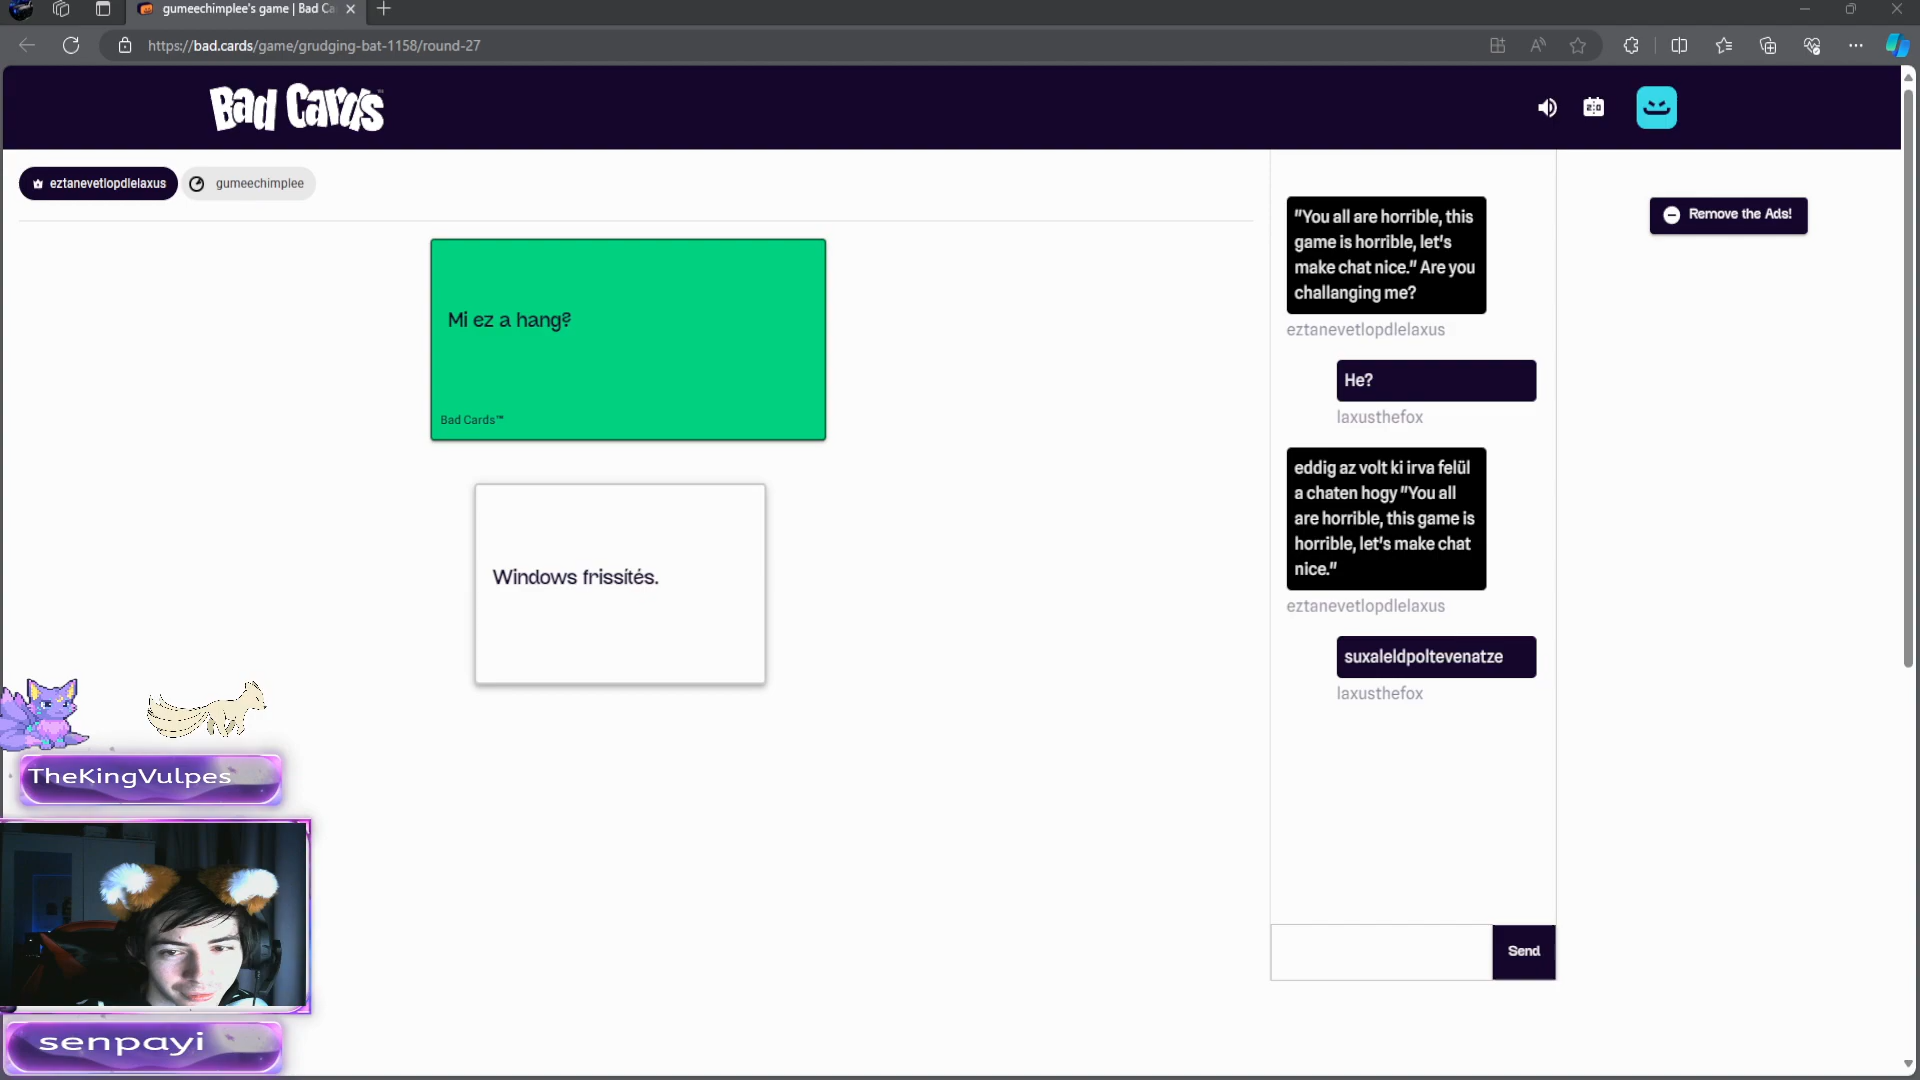 gumeechimplee's game | Bad Ca
https://bad.cards/game/grudging-bat-1158/round-27
Bad Cards
eztanevetlopdlelaxus
gumeechimplee
Mi ez a hang?
Bad Cards™
Windows frissítés.
"You all are horrible, this
game is horrible, let's
make chat nice." Are you
challanging me?
eztanevetlopdlelaxus
He?
laxusthefox
eddig az volt ki irva felül
a chaten hogy "You all
are horrible, this game is
horrible, let's make chat
nice."
eztanevetlopdlelaxus
suxaleldpoltevenatze
laxusthefox
Send
Remove the Ads!
TheKingVulpes
senpayi